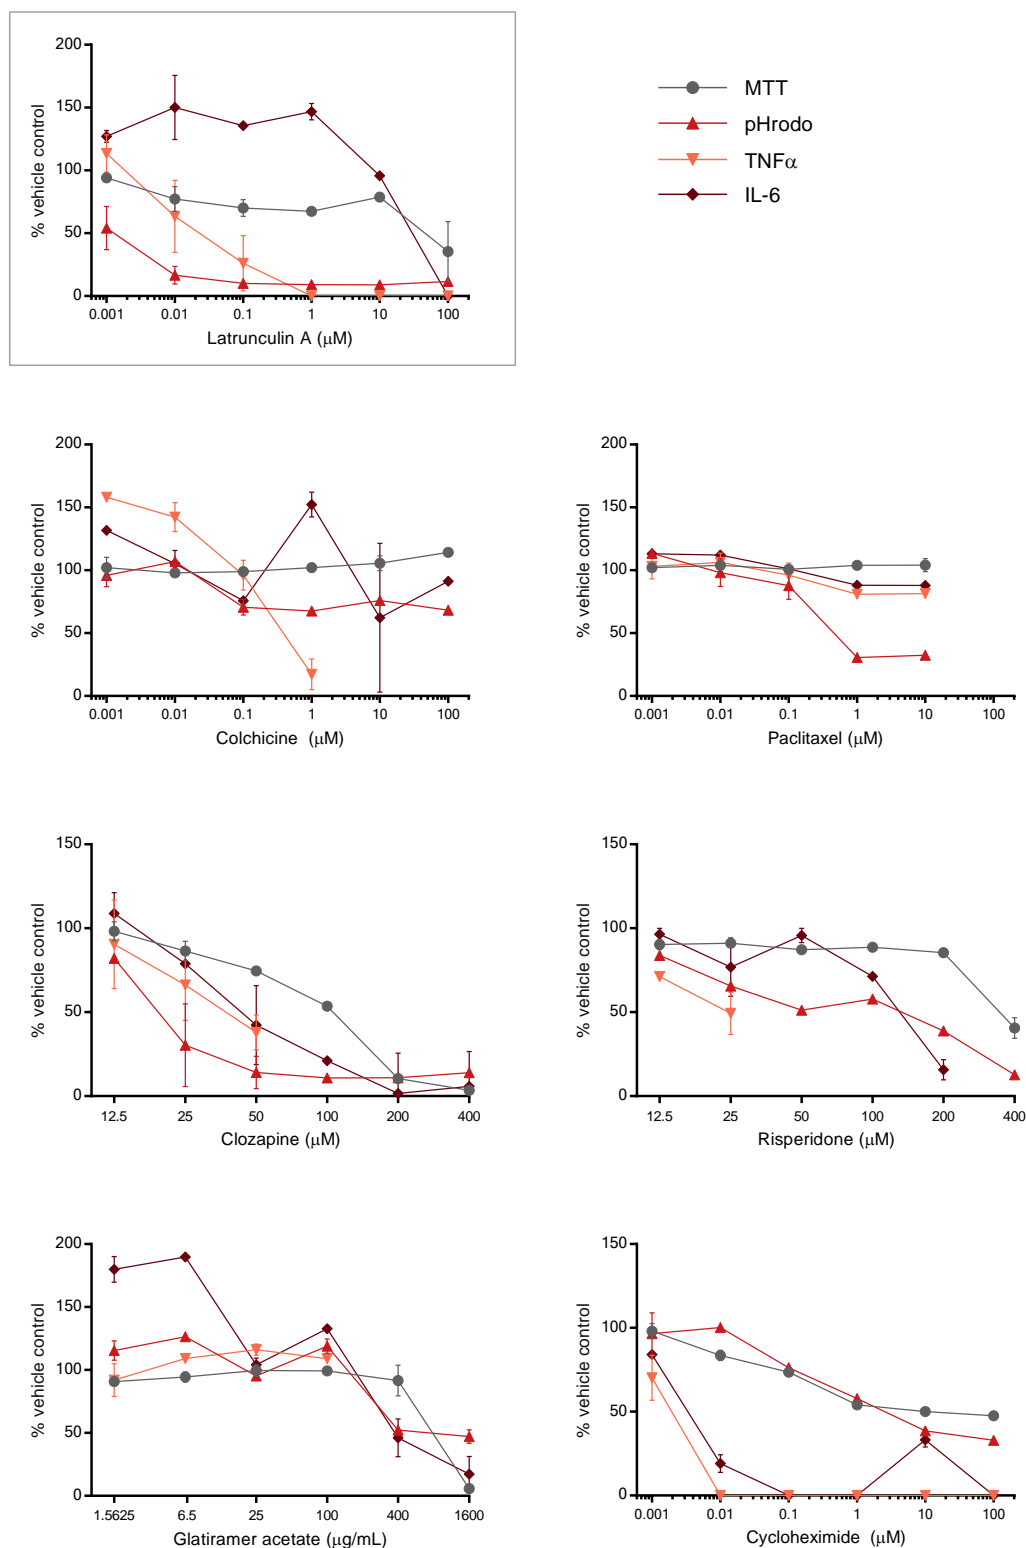 200
150
100
50
0
% vehicle control
0.001 0.01 0.1 1 10 100
Latrunculin A (μM)
MTT
pHrodo
TNFα
IL-6
200
150
100
50
0
% vehicle control
0.001 0.01 0.1 1 10 100
Colchicine (μM)
200
150
100
50
0
% vehicle control
0.001 0.01 0.1 1 10 100
Paclitaxel (μM)
150
100
50
0
% vehicle control
12.5 25 50 100 200 400
Clozapine (μM)
150
100
50
0
% vehicle control
12.5 25 50 100 200 400
Risperidone (μM)
200
150
100
50
0
% vehicle control
1.5625 6.5 25 100 400 1600
Glatiramer acetate (μg/mL)
150
100
50
0
% vehicle control
0.001 0.01 0.1 1 10 100
Cycloheximide (μM)